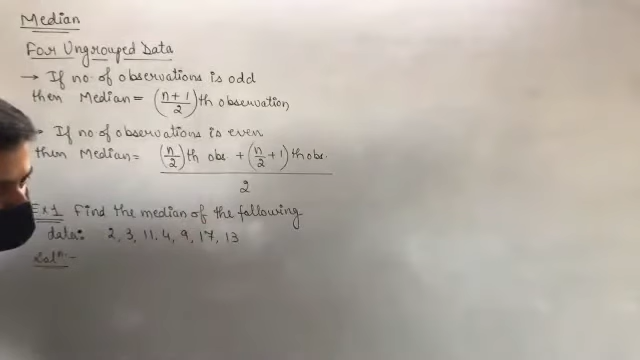 Median
For Ungrouped Data
→ If no. of observations is odd
then Median = (n+1/2)th observation
→ If no of observations is even
then Median = (n/2)th obs + (n/2 + 1)th obs. / 2
Ex1 Find the median of the following
data: 2, 3, 11, 4, 9, 17, 13
Solⁿ:-